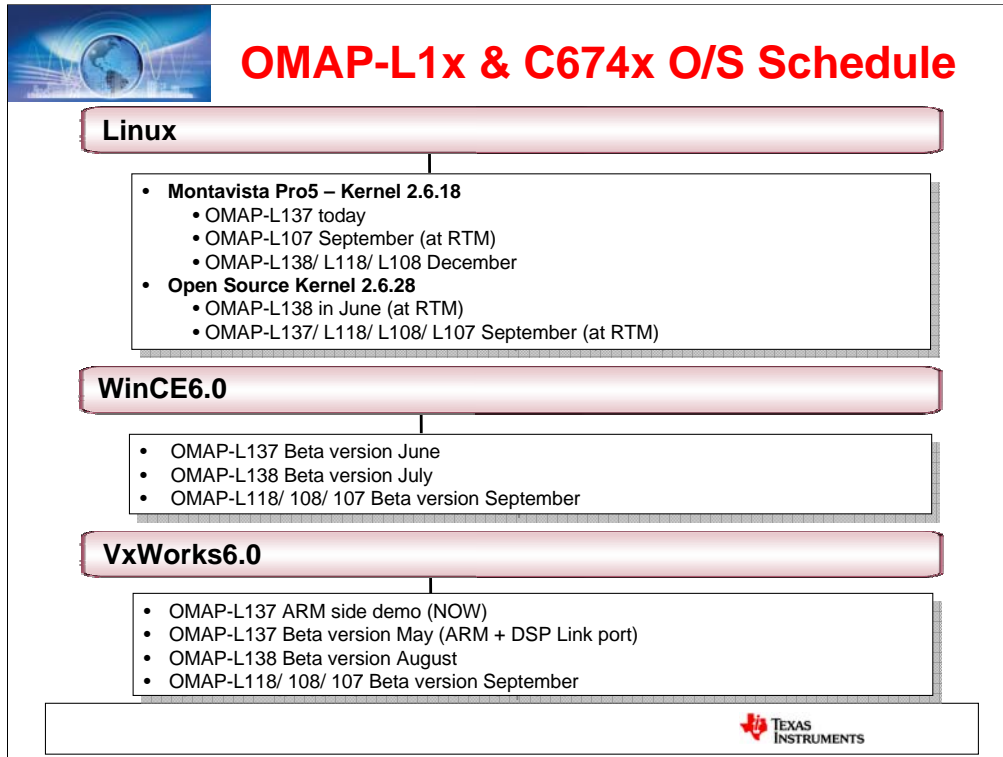 OMAP-L1x & C674x O/S Schedule
Linux
• Montavista Pro5 – Kernel 2.6.18
• OMAP-L137 today
• OMAP-L107 September (at RTM)
• OMAP-L138/ L118/ L108 December
• Open Source Kernel 2.6.28
• OMAP-L138 in June (at RTM)
• OMAP-L137/ L118/ L108/ L107 September (at RTM)
WinCE6.0
• OMAP-L137 Beta version June
• OMAP-L138 Beta version July
• OMAP-L118/ 108/ 107 Beta version September
VxWorks6.0
• OMAP-L137 ARM side demo (NOW)
• OMAP-L137 Beta version May (ARM + DSP Link port)
• OMAP-L138 Beta version August
• OMAP-L118/ 108/ 107 Beta version September
TEXAS
INSTRUMENTS